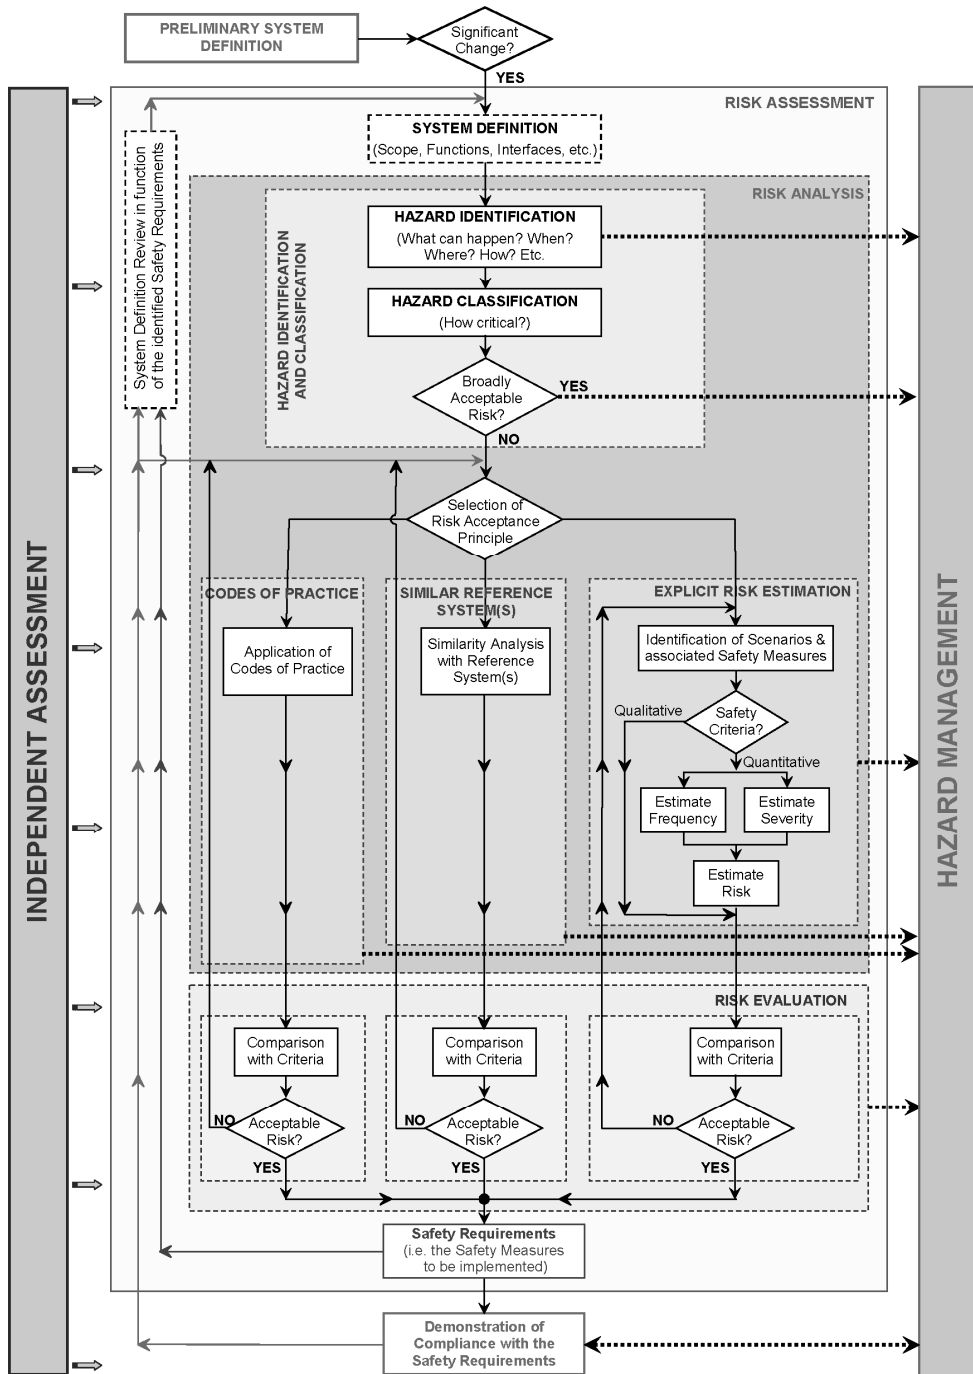 PRELIMINARY SYSTEM
DEFINITION
Significant
Change?
YES
RISK ASSESSMENT
SYSTEM DEFINITION
(Scope, Functions, Interfaces, etc.)
System Definition Review in function
of the identified Safety Requirements
RISK ANALYSIS
HAZARD IDENTIFICATION
AND CLASSIFICATION
HAZARD IDENTIFICATION
(What can happen? When?
Where? How? Etc.
HAZARD CLASSIFICATION
(How critical?)
Broadly
Acceptable
Risk?
YES
NO
Selection of
Risk Acceptance
Principle
INDEPENDENT ASSESSMENT
HAZARD MANAGEMENT
CODES OF PRACTICE
Application of
Codes of Practice
SIMILAR REFERENCE
SYSTEM(S)
Similarity Analysis
with Reference
System(s)
EXPLICIT RISK ESTIMATION
Identification of Scenarios &
associated Safety Measures
Qualitative
Safety
Criteria?
Quantitative
Estimate
Frequency
Estimate
Severity
Estimate
Risk
RISK EVALUATION
Comparison
with Criteria
NO
Acceptable
Risk?
YES
Comparison
with Criteria
NO
Acceptable
Risk?
YES
Comparison
with Criteria
NO
Acceptable
Risk?
YES
Safety Requirements
(i.e. the Safety Measures
to be implemented)
Demonstration of
Compliance with the
Safety Requirements